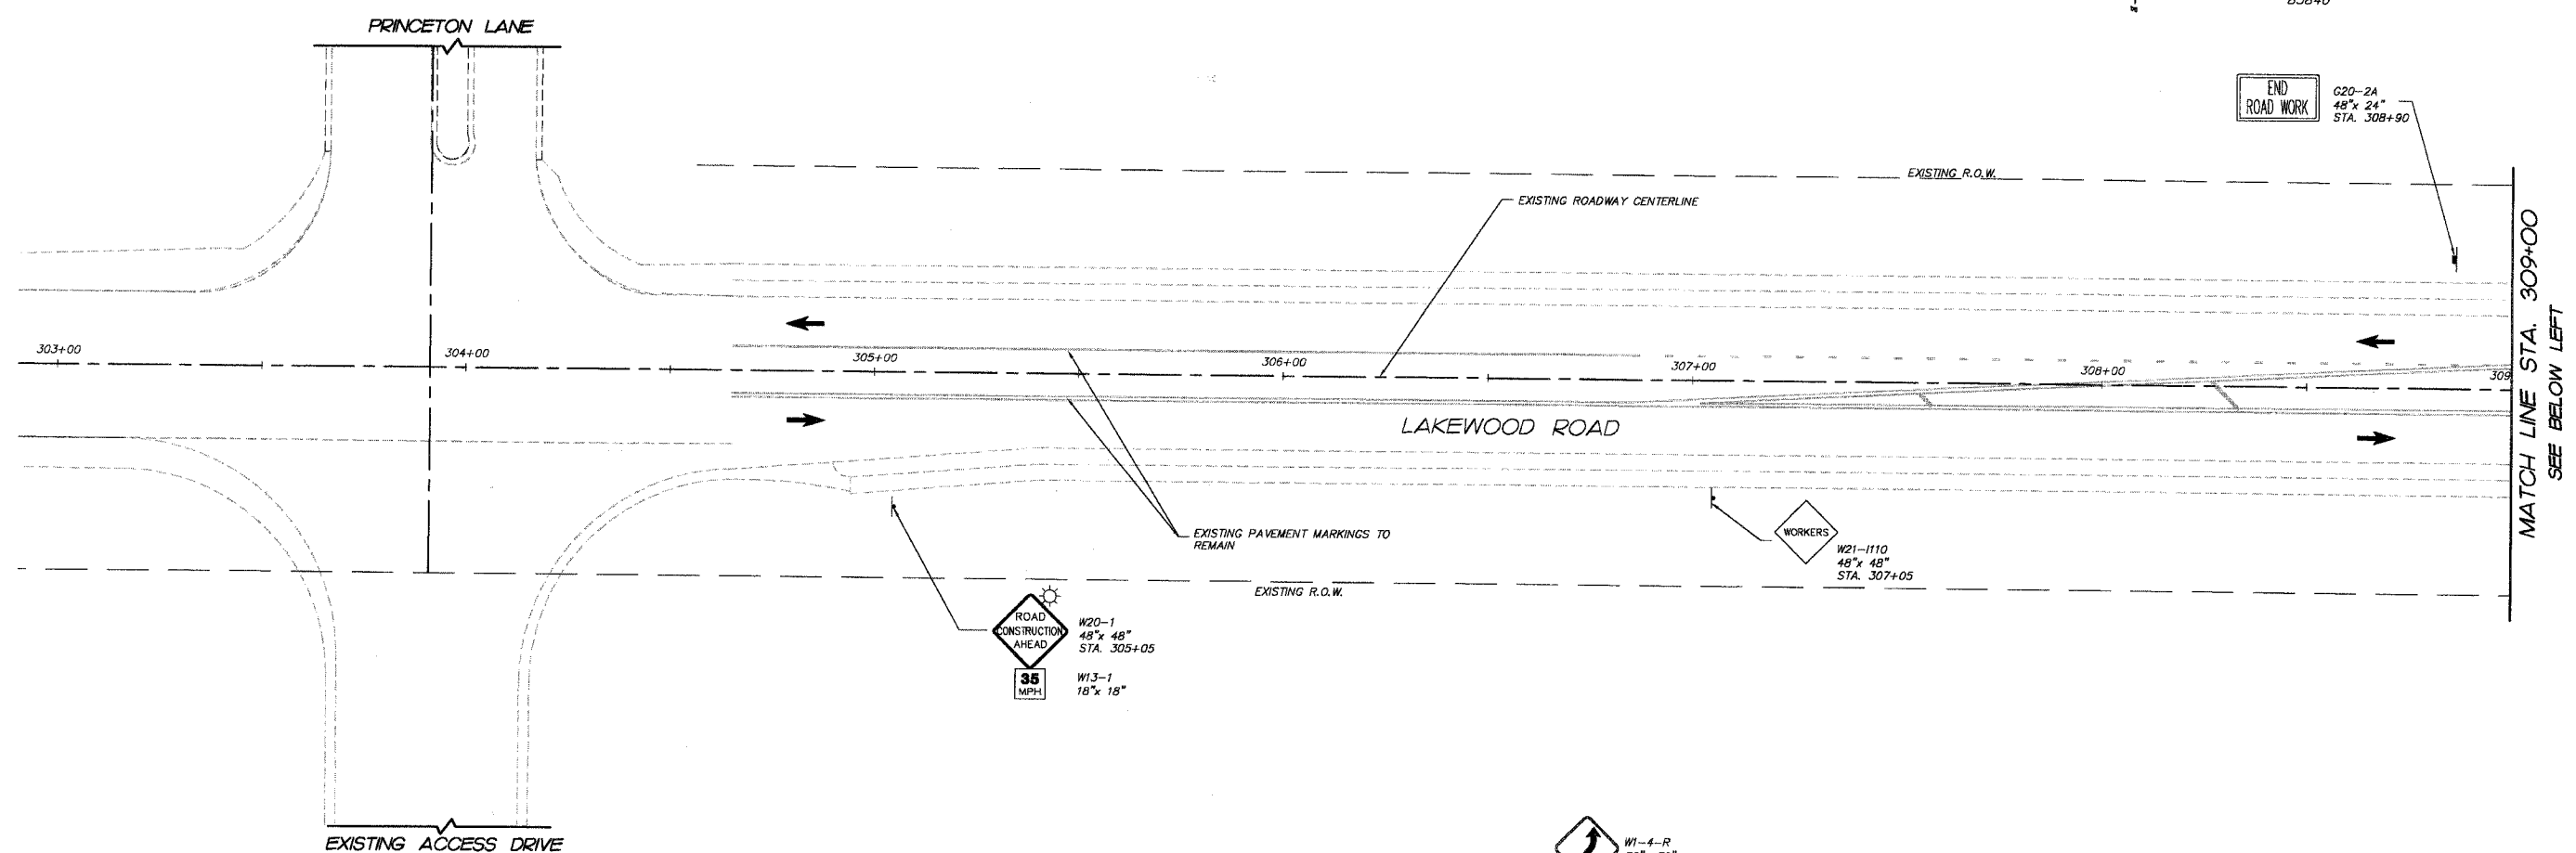 85840
PRINCETON LANE
END
ROAD WORK
G20-2A
48"x 24"
STA. 308+90
EXISTING R.O.W.
EXISTING ROADWAY CENTERLINE
MATCH LINE STA. 309+00
SEE BELOW LEFT
303+00
304+00
305+00
306+00
307+00
308+00
309
LAKEWOOD ROAD
EXISTING PAVEMENT MARKINGS TO
REMAIN
WORKERS
W21-I110
48"x 48"
STA. 307+05
EXISTING R.O.W.
ROAD
CONSTRUCTION
AHEAD
W20-1
48"x 48"
STA. 305+05
35
MPH
W13-1
18"x 18"
W1-4-R
EXISTING ACCESS DRIVE